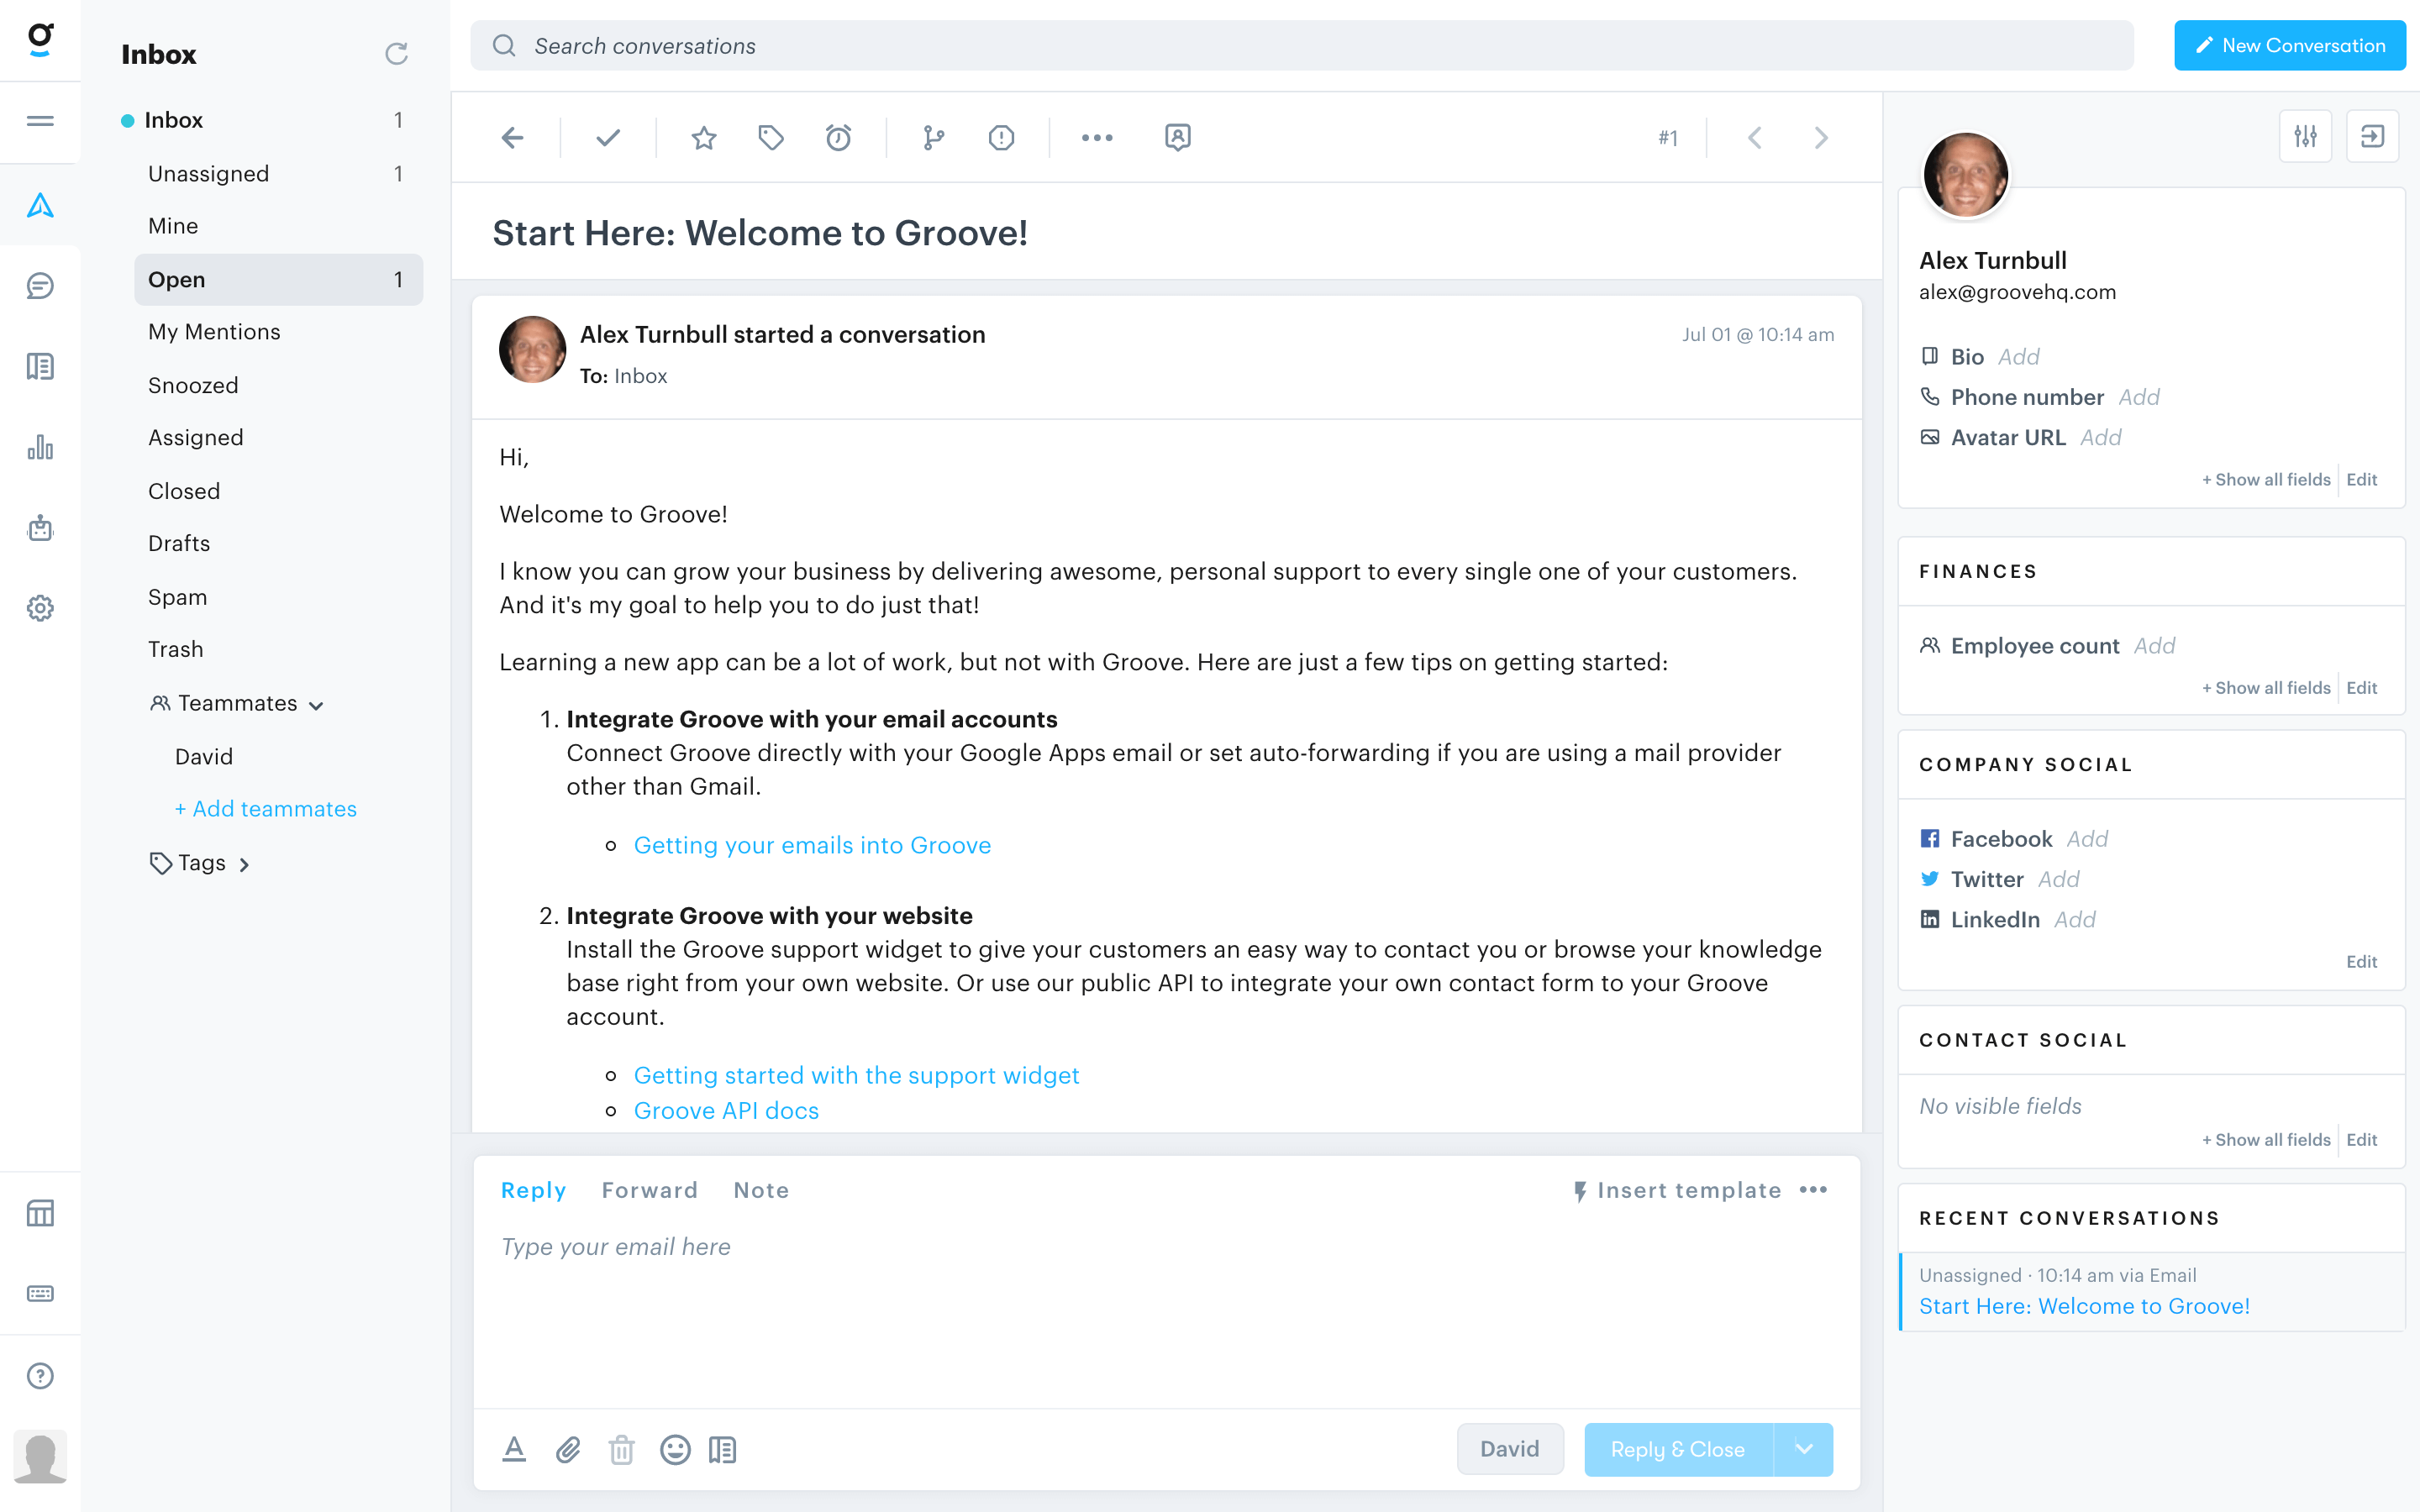 g
Inbox
Inbox 1
Unassigned 1
Mine
Open 1
My Mentions
Snoozed
Assigned
Closed
Drafts
Spam
Trash
Teammates
David
+ Add teammates
Tags
Search conversations
New Conversation
#1
Start Here: Welcome to Groove!
Alex Turnbull started a conversation
Jul 01 @ 10:14 am
To: Inbox
Hi,
Welcome to Groove!
I know you can grow your business by delivering awesome, personal support to every single one of your customers.
And it's my goal to help you to do just that!
Learning a new app can be a lot of work, but not with Groove. Here are just a few tips on getting started:
1. Integrate Groove with your email accounts
Connect Groove directly with your Google Apps email or set auto-forwarding if you are using a mail provider
other than Gmail.
Getting your emails into Groove
2. Integrate Groove with your website
Install the Groove support widget to give your customers an easy way to contact you or browse your knowledge
base right from your own website. Or use our public API to integrate your own contact form to your Groove
account.
Getting started with the support widget
Groove API docs
Reply Forward Note
Insert template
Type your email here
David
Reply & Close
Alex Turnbull
alex@groovehq.com
Bio Add
Phone number Add
Avatar URL Add
+ Show all fields Edit
FINANCES
Employee count Add
+ Show all fields Edit
COMPANY SOCIAL
Facebook Add
Twitter Add
LinkedIn Add
Edit
CONTACT SOCIAL
No visible fields
+ Show all fields Edit
RECENT CONVERSATIONS
Unassigned · 10:14 am via Email
Start Here: Welcome to Groove!